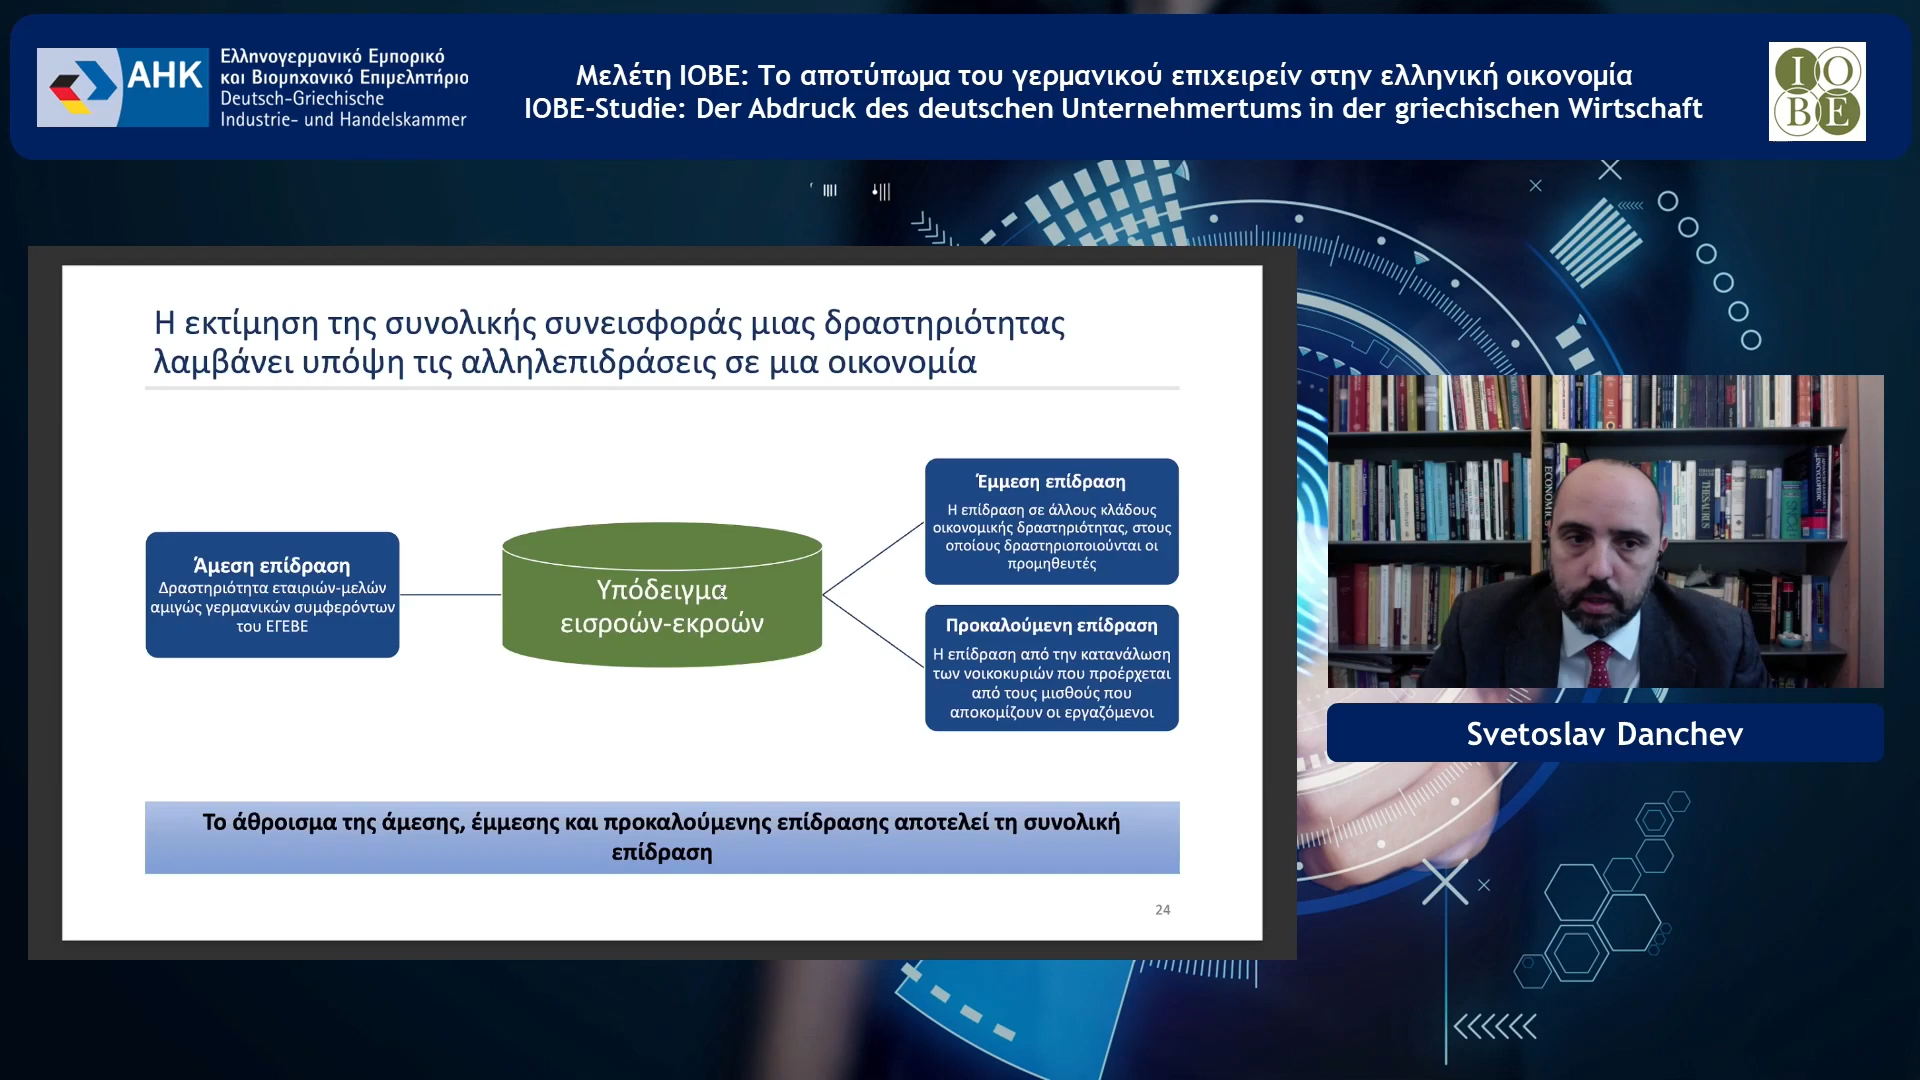 AHK
Ελληνογερμανικό Εμπορικό
και Βιομηχανικό Επιμελητήριο
Deutsch-Griechische
Industrie- und Handelskammer
Μελέτη ΙΟΒΕ: Το αποτύπωμα του γερμανικού επιχειρείν στην ελληνική οικονομία
IOBE-Studie: Der Abdruck des deutschen Unternehmertums in der griechischen Wirtschaft
IO
BE
Η εκτίμηση της συνολικής συνεισφοράς μιας δραστηριότητας
λαμβάνει υπόψη τις αλληλεπιδράσεις σε μια οικονομία
Άμεση επίδραση
Δραστηριότητα εταιριών-μελών
αμιγώς γερμανικών συμφερόντων
του ΕΓΕΒΕ
Υπόδειγμα
εισροών-εκροών
Έμμεση επίδραση
Η επίδραση σε άλλους κλάδους
οικονομικής δραστηριότητας, στους
οποίους δραστηριοποιούνται οι
προμηθευτές
Προκαλούμενη επίδραση
Η επίδραση από την κατανάλωση
των νοικοκυριών που προέρχεται
από τους μισθούς που
αποκομίζουν οι εργαζόμενοι
Το άθροισμα της άμεσης, έμμεσης και προκαλούμενης επίδρασης αποτελεί τη συνολική
επίδραση
24
ECONOMICS
THESAURUS
Svetoslav Danchev